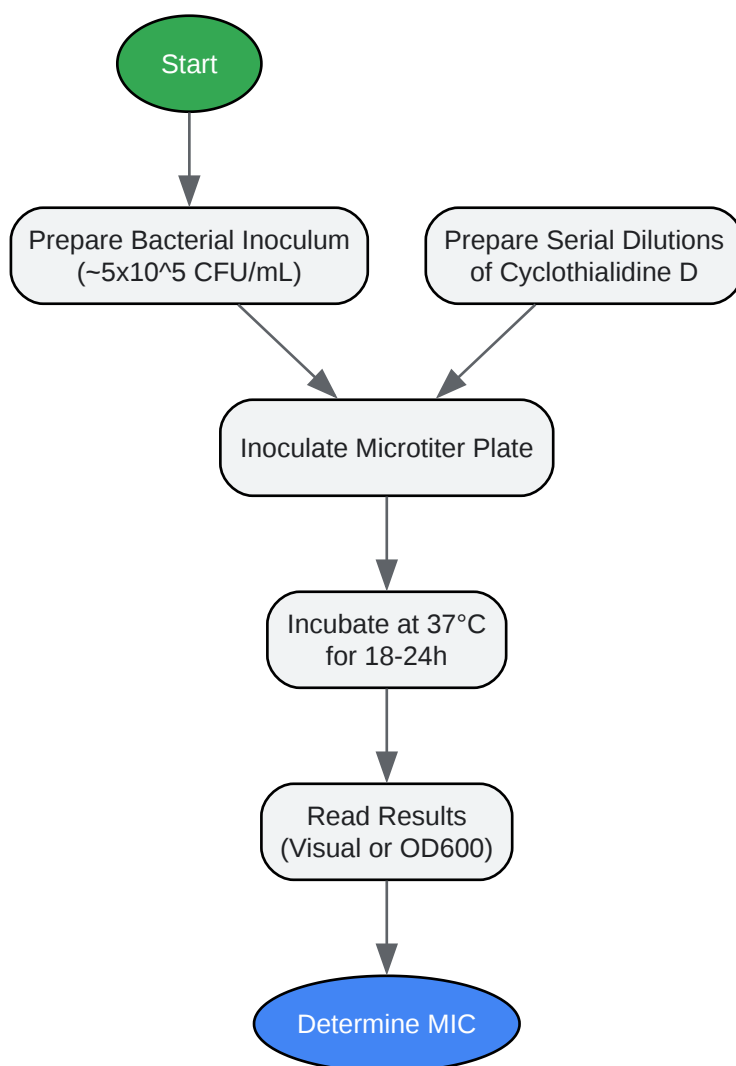 Start
Prepare Bacterial Inoculum
(~5x10^5 CFU/mL)
Prepare Serial Dilutions
of Cyclothialidine D
Inoculate Microtiter Plate
Incubate at 37°C
for 18-24h
Read Results
(Visual or OD600)
Determine MIC